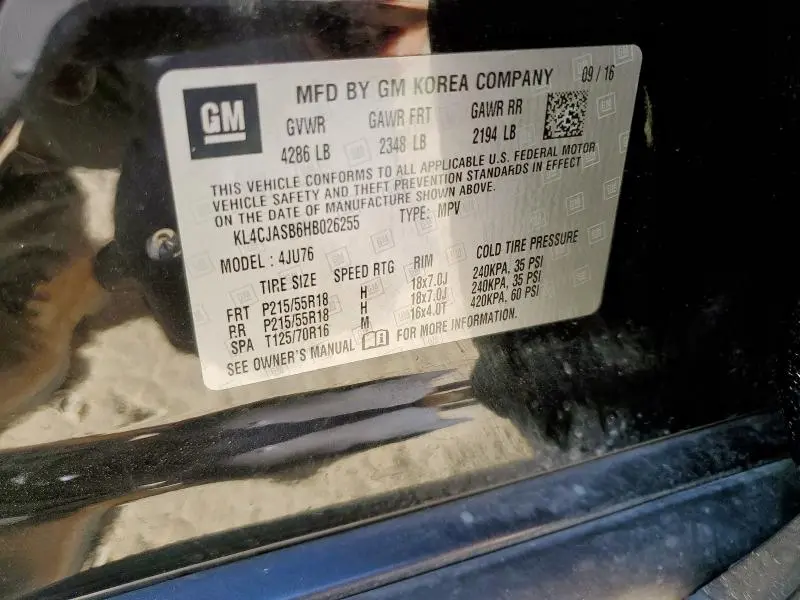 GM
MFD BY GM KOREA COMPANY 09 / 16
GVWR GAWR FRT GAWR RR
4286 LB 2348 LB 2194 LB
THIS VEHICLE CONFORMS TO ALL APPLICABLE U.S. FEDERAL MOTOR
VEHICLE SAFETY AND THEFT PREVENTION STANDARDS IN EFFECT
ON THE DATE OF MANUFACTURE SHOWN ABOVE.
KL4CJASB6HB026255 TYPE: MPV
MODEL : 4JU76
TIRE SIZE SPEED RTG RIM COLD TIRE PRESSURE
FRT P215/55R18 H 18x7.0J 240KPA, 35 PSI
RR P215/55R18 H 18x7.0J 240KPA, 35 PSI
SPA T125/70R16 M 16x4.0T 420KPA, 60 PSI
SEE OWNER'S MANUAL FOR MORE INFORMATION.